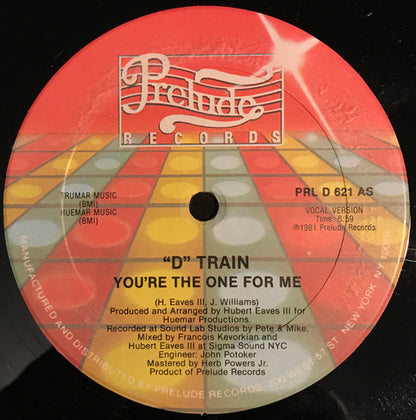 Prelude
RECORDS
TRUMAR MUSIC
(BMI)
HUEMAR MUSIC
(BMI)
PRL D 621 AS
VOCAL VERSION
Time: 6:59
℗1981 Prelude Records
"D" TRAIN
YOU'RE THE ONE FOR ME
(H. Eaves III, J. Williams)
Produced and Arranged by Hubert Eaves III for
Huemar Productions.
Recorded at Sound Lab Studios by Pete & Mike.
Mixed by Francois Kevorkian and
Hubert Eaves III at Sigma Sound NYC
Engineer: John Potoker
Mastered by Herb Powers Jr.
Product of Prelude Records
MANUFACTURED AND DISTRIBUTED BY PRELUDE RECORDS, 200 WEST 57 ST. NEW YORK, N.Y.